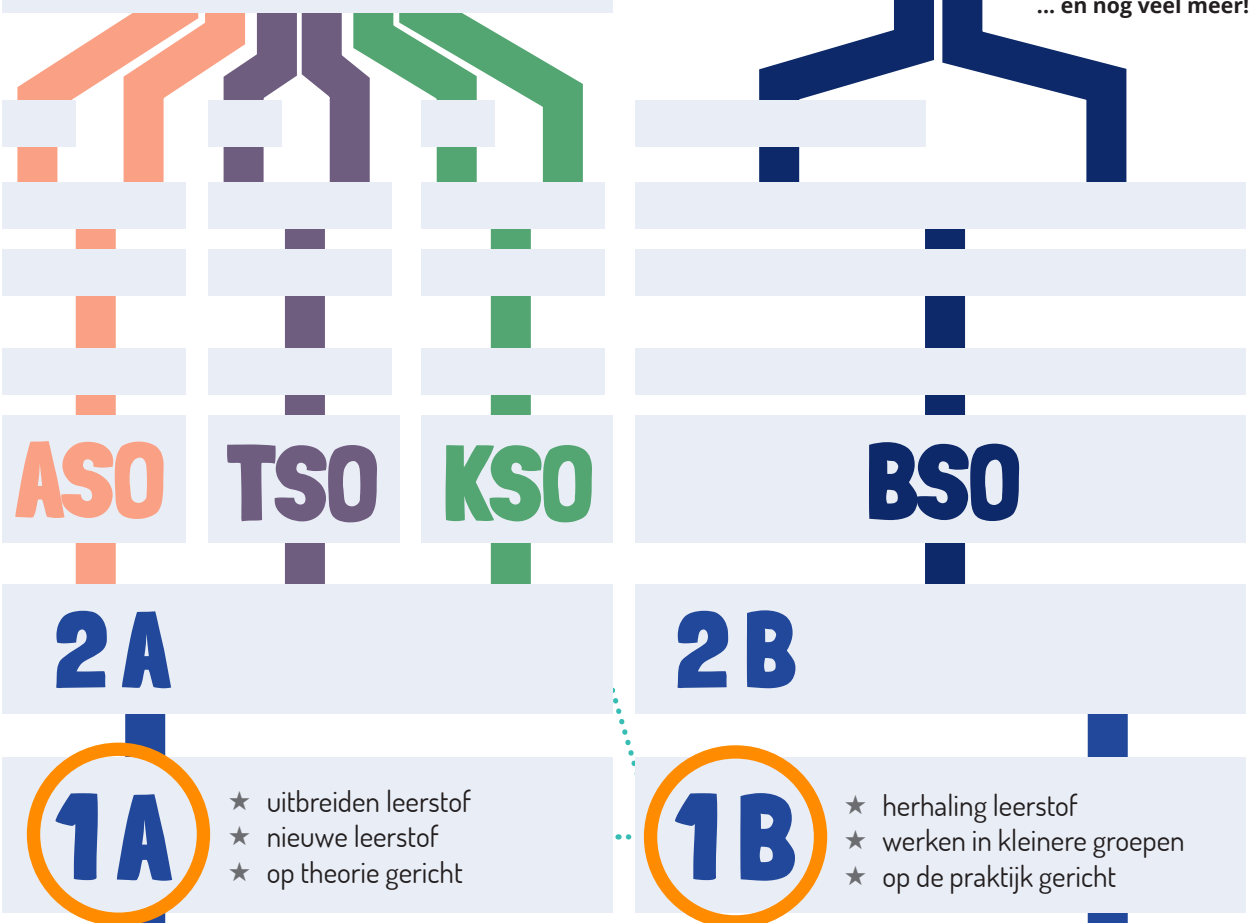 ... en nog veel meer!
ASO
TSO
KSO
BSO
2A
2B
1A
★ uitbreiden leerstof
★ nieuwe leerstof
★ op theorie gericht
1B
★ herhaling leerstof
★ werken in kleinere groepen
★ op de praktijk gericht